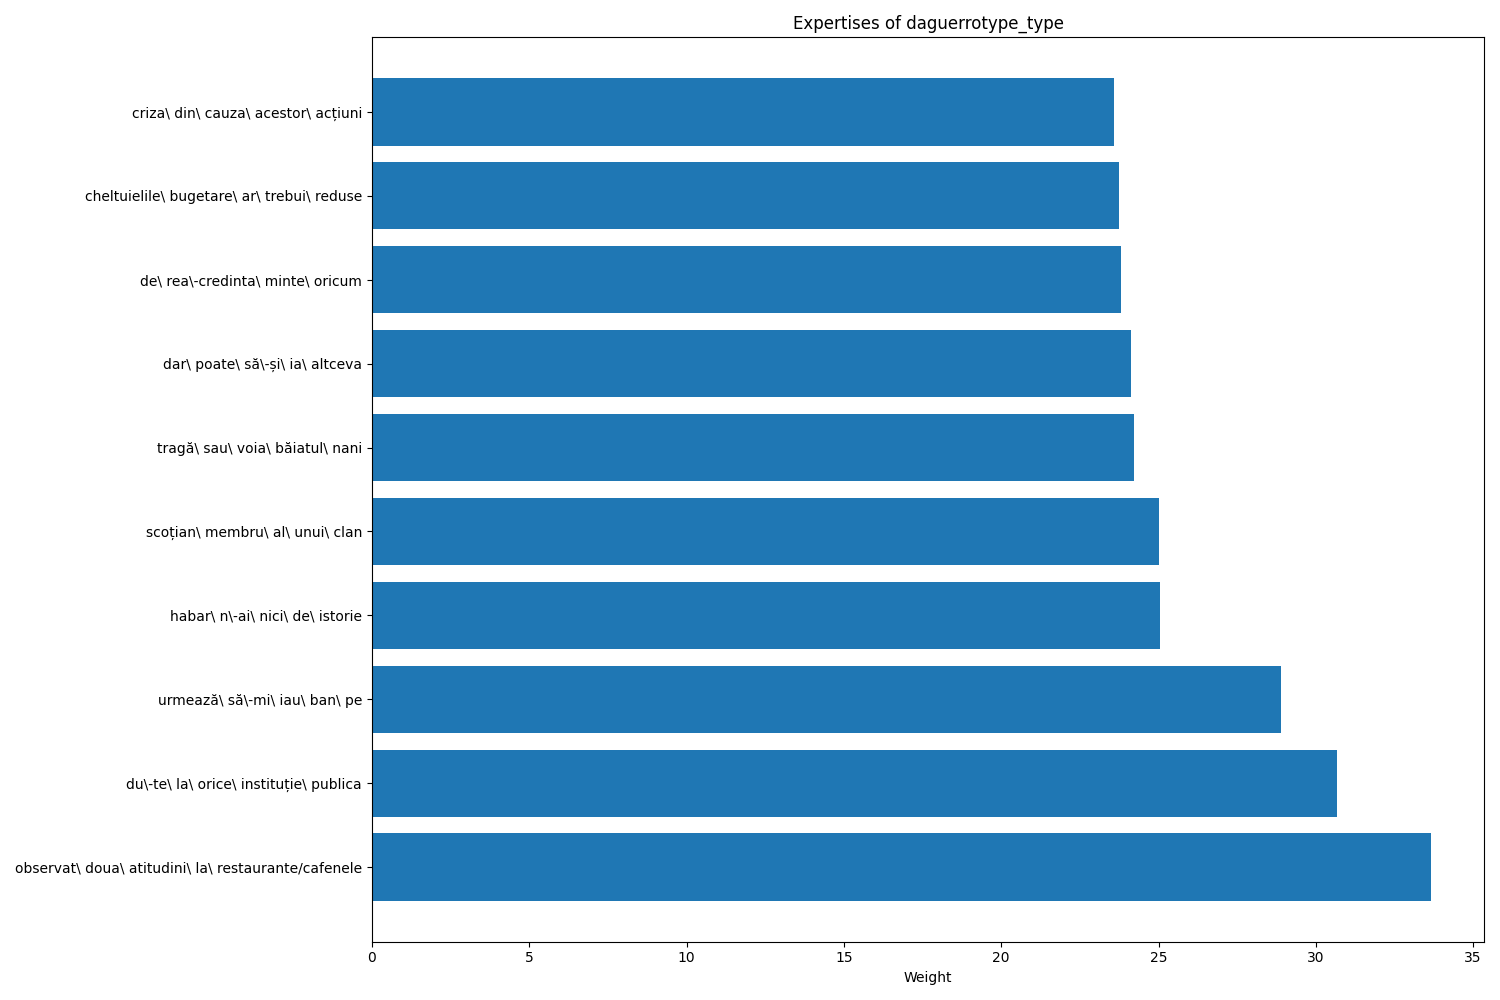 Expertises of daguerrotype_type
criza\ din\ cauza\ acestor\ acțiuni
cheltuielile\ bugetare\ ar\ trebui\ reduse
de\ rea\-credinta\ minte\ oricum
dar\ poate\ să\-și\ ia\ altceva
tragă\ sau\ voia\ băiatul\ nani
scoțian\ membru\ al\ unui\ clan
habar\ n\-ai\ nici\ de\ istorie
urmează\ să\-mi\ iau\ ban\ pe
du\-te\ la\ orice\ instituție\ publica
observat\ doua\ atitudini\ la\ restaurante/cafenele
0 5 10 15 20 25 30 35
Weight